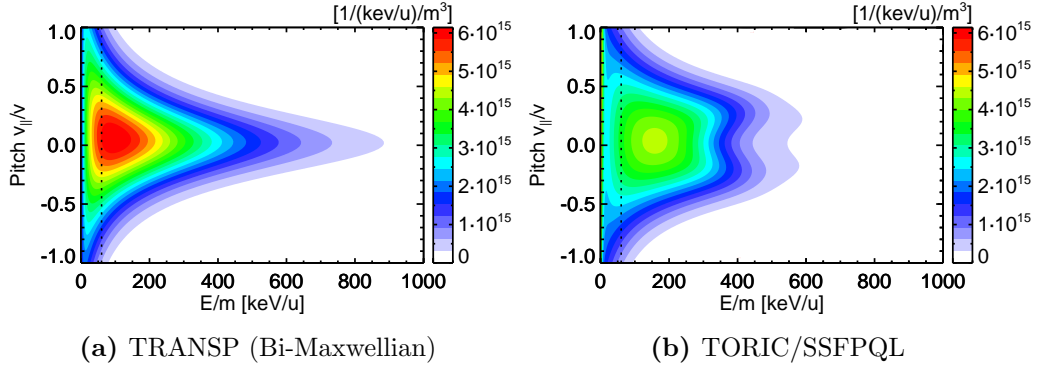 [1/(kev/u)/m³]
1.0
0.5
0.0
-0.5
-1.0
Pitch v||/v
0 200 400 600 800 1000
E/m [keV/u]
6·10¹⁵
5·10¹⁵
4·10¹⁵
3·10¹⁵
2·10¹⁵
1·10¹⁵
0
(a) TRANSP (Bi-Maxwellian)
[1/(kev/u)/m³]
1.0
0.5
0.0
-0.5
-1.0
Pitch v||/v
0 200 400 600 800 1000
E/m [keV/u]
6·10¹⁵
5·10¹⁵
4·10¹⁵
3·10¹⁵
2·10¹⁵
1·10¹⁵
0
(b) TORIC/SSFPQL